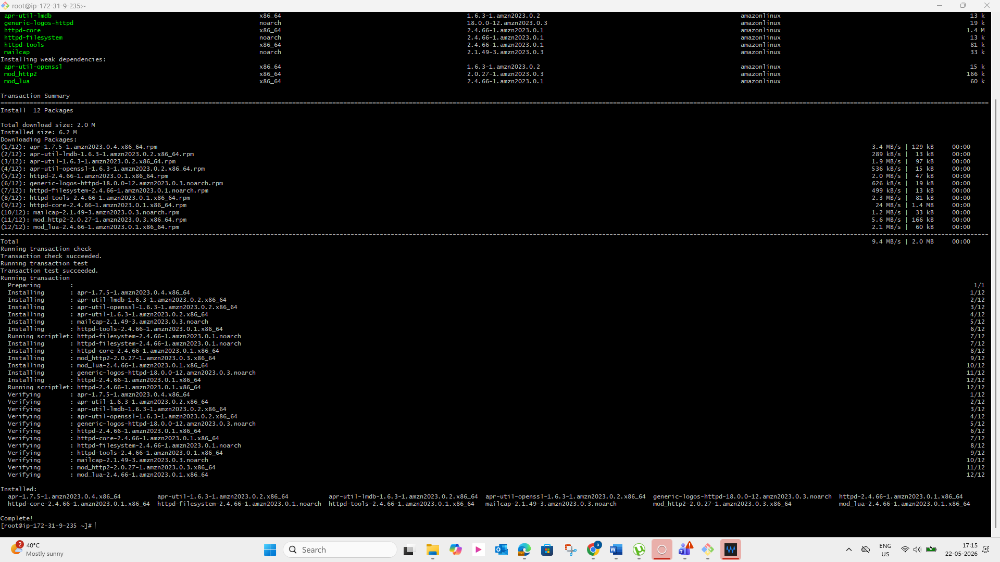 root@ip-172-31-9-235:~
apr-util-lmdb x86_64 1.6.3-1.amzn2023.0.2 amazonlinux 13 k
generic-logos-httpd noarch 18.0.0-12.amzn2023.0.3 amazonlinux 19 k
httpd-core x86_64 2.4.66-1.amzn2023.0.1 amazonlinux 1.4 M
httpd-filesystem noarch 2.4.66-1.amzn2023.0.1 amazonlinux 13 k
httpd-tools x86_64 2.4.66-1.amzn2023.0.1 amazonlinux 81 k
mailcap noarch 2.1.49-3.amzn2023.0.3 amazonlinux 33 k
Installing weak dependencies:
apr-util-openssl x86_64 1.6.3-1.amzn2023.0.2 amazonlinux 15 k
mod_http2 x86_64 2.0.27-1.amzn2023.0.3 amazonlinux 166 k
mod_lua x86_64 2.4.66-1.amzn2023.0.1 amazonlinux 60 k
Transaction Summary
Install 12 Packages
Total download size: 2.0 M
Installed size: 6.2 M
Downloading Packages:
(1/12): apr-1.7.5-1.amzn2023.0.4.x86_64.rpm 3.4 MB/s | 129 kB 00:00
(2/12): apr-util-lmdb-1.6.3-1.amzn2023.0.2.x86_64.rpm 289 kB/s | 13 kB 00:00
(3/12): apr-util-1.6.3-1.amzn2023.0.2.x86_64.rpm 1.9 MB/s | 97 kB 00:00
(4/12): apr-util-openssl-1.6.3-1.amzn2023.0.2.x86_64.rpm 536 kB/s | 15 kB 00:00
(5/12): httpd-2.4.66-1.amzn2023.0.1.x86_64.rpm 2.0 MB/s | 47 kB 00:00
(6/12): generic-logos-httpd-18.0.0-12.amzn2023.0.3.noarch.rpm 626 kB/s | 19 kB 00:00
(7/12): httpd-filesystem-2.4.66-1.amzn2023.0.1.noarch.rpm 499 kB/s | 13 kB 00:00
(8/12): httpd-tools-2.4.66-1.amzn2023.0.1.x86_64.rpm 2.3 MB/s | 81 kB 00:00
(9/12): httpd-core-2.4.66-1.amzn2023.0.1.x86_64.rpm 24 MB/s | 1.4 MB 00:00
(10/12): mailcap-2.1.49-3.amzn2023.0.3.noarch.rpm 1.2 MB/s | 33 kB 00:00
(11/12): mod_http2-2.0.27-1.amzn2023.0.3.x86_64.rpm 5.6 MB/s | 166 kB 00:00
(12/12): mod_lua-2.4.66-1.amzn2023.0.1.x86_64.rpm 2.1 MB/s | 60 kB 00:00
Total 9.4 MB/s | 2.0 MB 00:00
Running transaction check
Transaction check succeeded.
Running transaction test
Transaction test succeeded.
Running transaction
Preparing : 1/1
Installing : apr-1.7.5-1.amzn2023.0.4.x86_64 1/12
Installing : apr-util-lmdb-1.6.3-1.amzn2023.0.2.x86_64 2/12
Installing : apr-util-openssl-1.6.3-1.amzn2023.0.2.x86_64 3/12
Installing : apr-util-1.6.3-1.amzn2023.0.2.x86_64 4/12
Installing : mailcap-2.1.49-3.amzn2023.0.3.noarch 5/12
Installing : httpd-tools-2.4.66-1.amzn2023.0.1.x86_64 6/12
Running scriptlet: httpd-filesystem-2.4.66-1.amzn2023.0.1.noarch 7/12
Installing : httpd-filesystem-2.4.66-1.amzn2023.0.1.noarch 7/12
Installing : httpd-core-2.4.66-1.amzn2023.0.1.x86_64 8/12
Installing : mod_http2-2.0.27-1.amzn2023.0.3.x86_64 9/12
Installing : mod_lua-2.4.66-1.amzn2023.0.1.x86_64 10/12
Installing : generic-logos-httpd-18.0.0-12.amzn2023.0.3.noarch 11/12
Installing : httpd-2.4.66-1.amzn2023.0.1.x86_64 12/12
Running scriptlet: httpd-2.4.66-1.amzn2023.0.1.x86_64 12/12
Verifying : apr-1.7.5-1.amzn2023.0.4.x86_64 1/12
Verifying : apr-util-1.6.3-1.amzn2023.0.2.x86_64 2/12
Verifying : apr-util-lmdb-1.6.3-1.amzn2023.0.2.x86_64 3/12
Verifying : apr-util-openssl-1.6.3-1.amzn2023.0.2.x86_64 4/12
Verifying : generic-logos-httpd-18.0.0-12.amzn2023.0.3.noarch 5/12
Verifying : httpd-2.4.66-1.amzn2023.0.1.x86_64 6/12
Verifying : httpd-core-2.4.66-1.amzn2023.0.1.x86_64 7/12
Verifying : httpd-filesystem-2.4.66-1.amzn2023.0.1.noarch 8/12
Verifying : httpd-tools-2.4.66-1.amzn2023.0.1.x86_64 9/12
Verifying : mailcap-2.1.49-3.amzn2023.0.3.noarch 10/12
Verifying : mod_http2-2.0.27-1.amzn2023.0.3.x86_64 11/12
Verifying : mod_lua-2.4.66-1.amzn2023.0.1.x86_64 12/12
Installed:
apr-1.7.5-1.amzn2023.0.4.x86_64 apr-util-1.6.3-1.amzn2023.0.2.x86_64 apr-util-lmdb-1.6.3-1.amzn2023.0.2.x86_64 apr-util-openssl-1.6.3-1.amzn2023.0.2.x86_64 generic-logos-httpd-18.0.0-12.amzn2023.0.3.noarch httpd-2.4.66-1.amzn2023.0.1.x86_64
httpd-core-2.4.66-1.amzn2023.0.1.x86_64 httpd-filesystem-2.4.66-1.amzn2023.0.1.noarch httpd-tools-2.4.66-1.amzn2023.0.1.x86_64 mailcap-2.1.49-3.amzn2023.0.3.noarch mod_http2-2.0.27-1.amzn2023.0.3.x86_64 mod_lua-2.4.66-1.amzn2023.0.1.x86_64
Complete!
[root@ip-172-31-9-235 ~]#
2
40°C
Mostly sunny
Search
a
ENG
US
17:15
22-05-2026